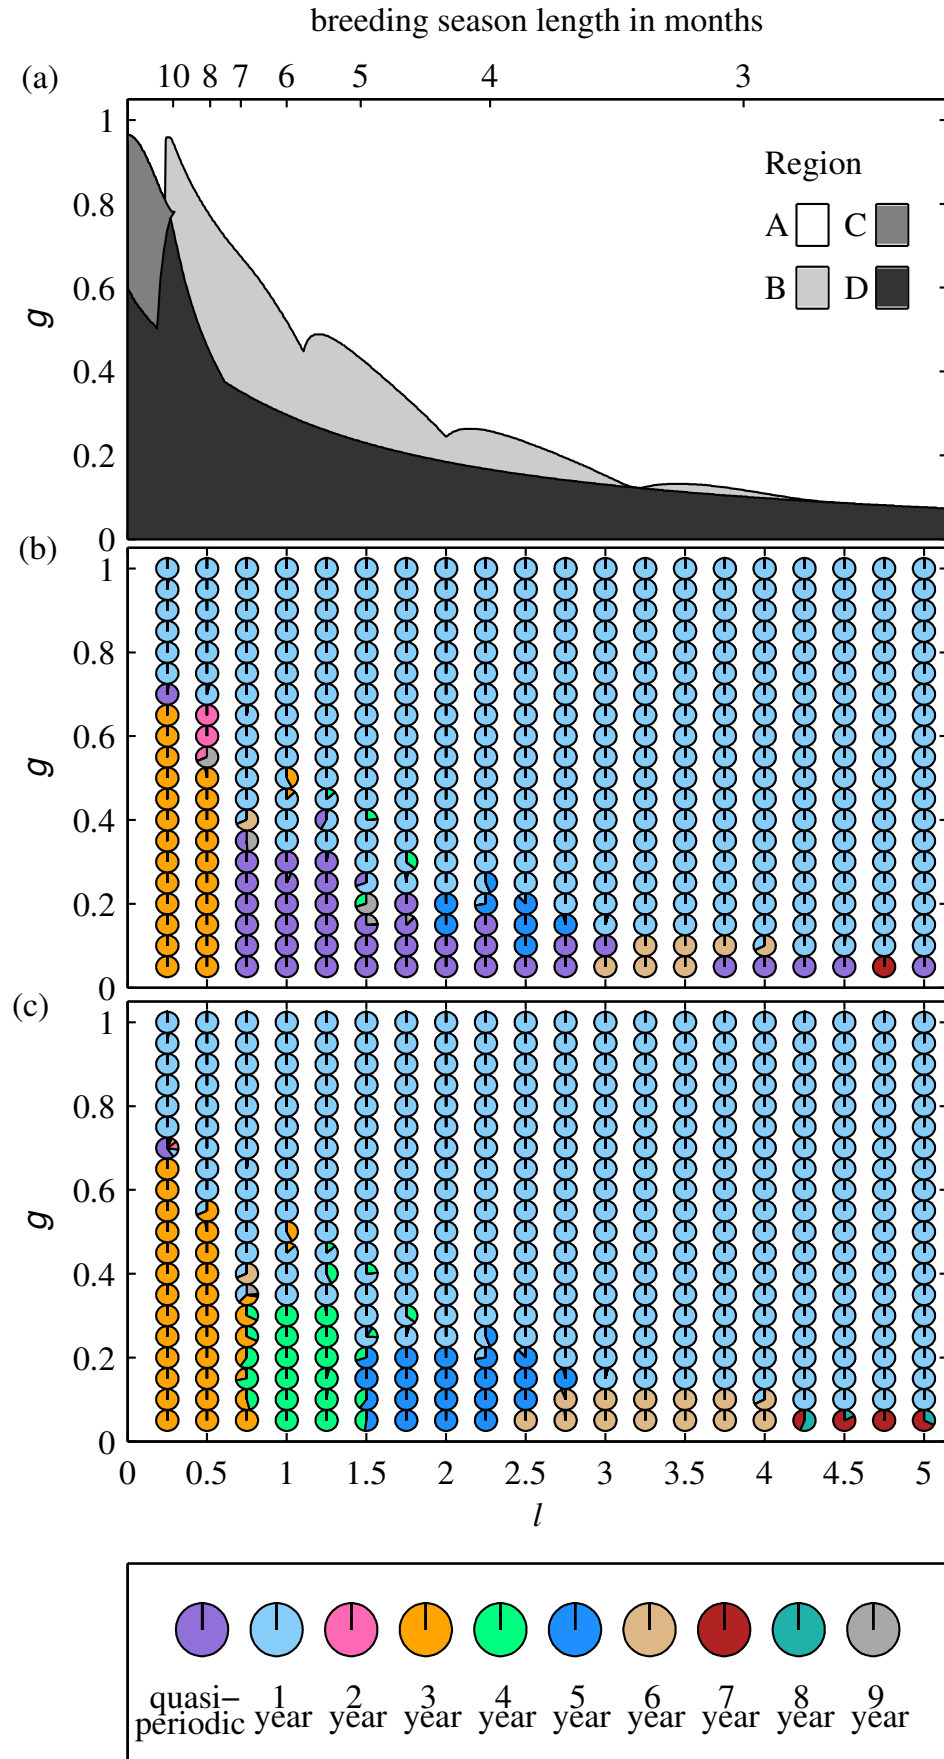 breeding season length in months
(a) 10 8 7 6 5 4 3
1
Region
0.8
A C
0.6
B D
g
0.4
0.2
0
(b)
1
0.8
g
0.6
0.4
0.2
0
(c)
1
0.8
g
0.6
0.4
0.2
0
0 0.5 1 1.5 2 2.5 3 3.5 4 4.5 5
l
quasi– 1 2 3 4 5 6 7 8 9
periodic year year year year year year year year year